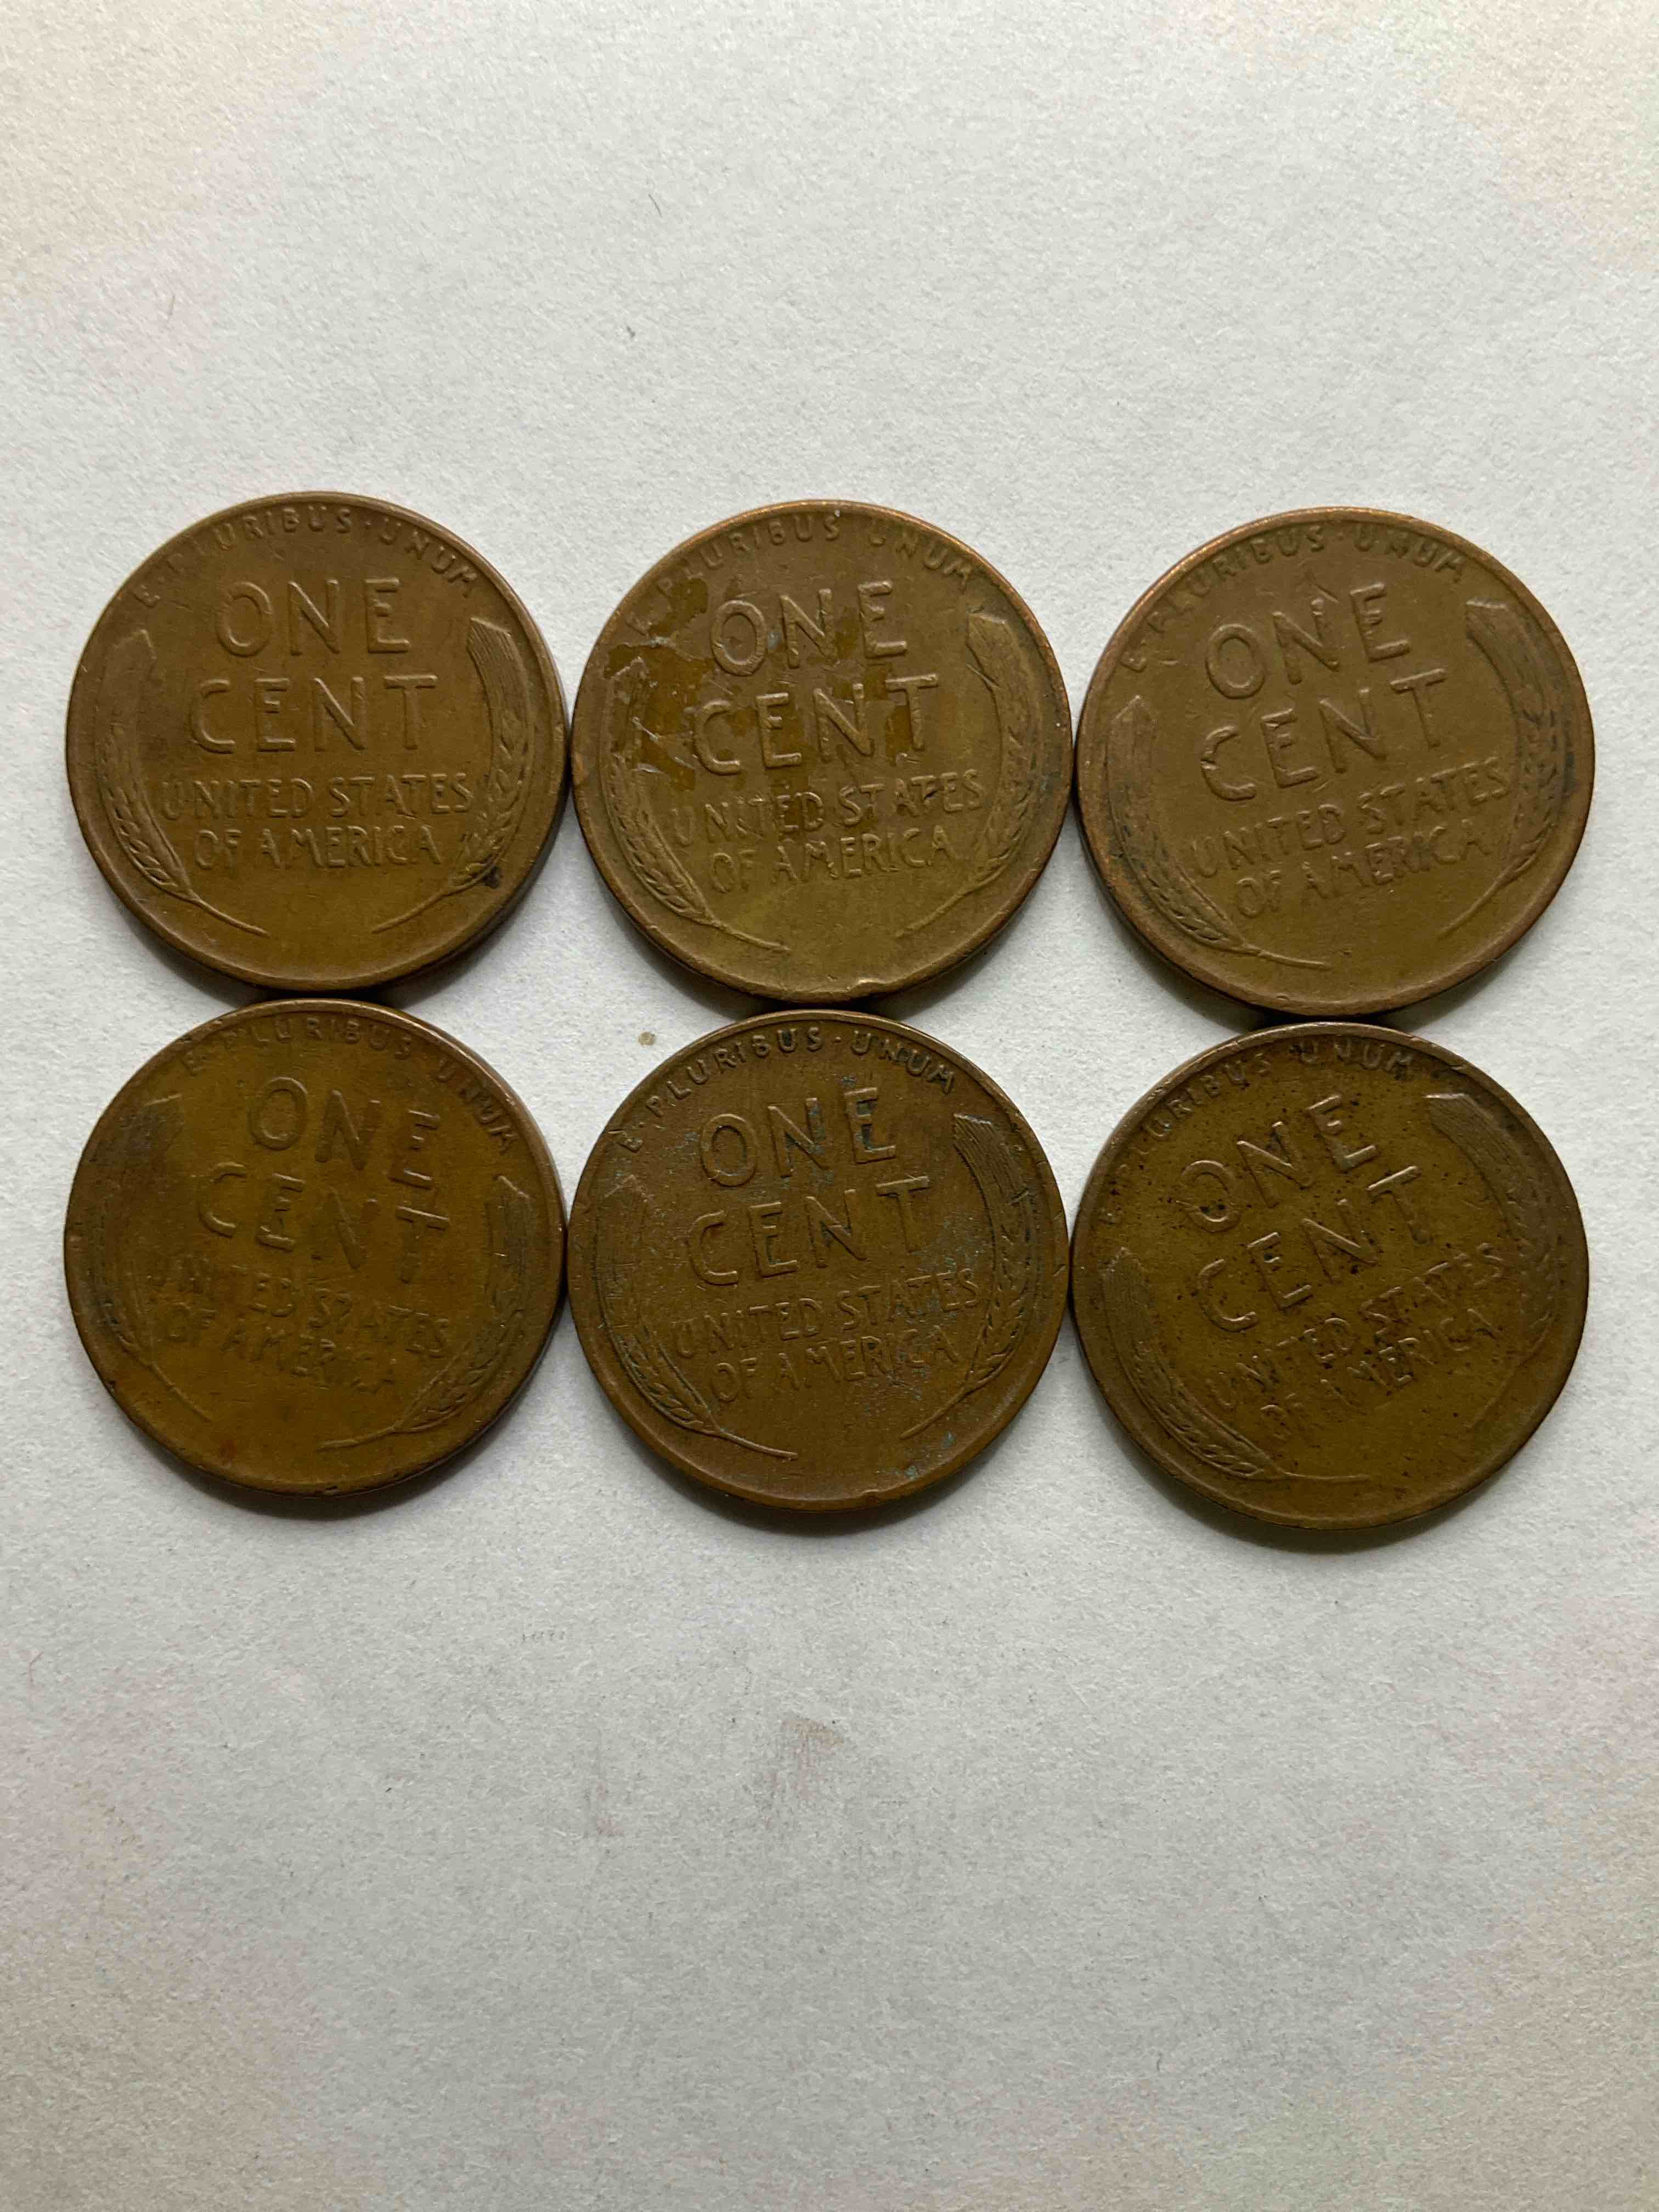 E·PLURIBUS·UNUM
ONE
CENT
UNITED STATES
OF AMERICA
E PLURIBUS UNUM
ONE
CENT
UNITED STATES
OF AMERICA
E·PLURIBUS·UNUM
ONE
CENT
UNITED STATES
OF AMERICA
E·PLURIBUS UNUM
ONE
CENT
UNITED STATES
OF AMERICA
E·PLURIBUS·UNUM
ONE
CENT
UNITED STATES
OF AMERICA
E·PLURIBUS·UNUM
ONE
CENT
UNITED STATES
OF AMERICA